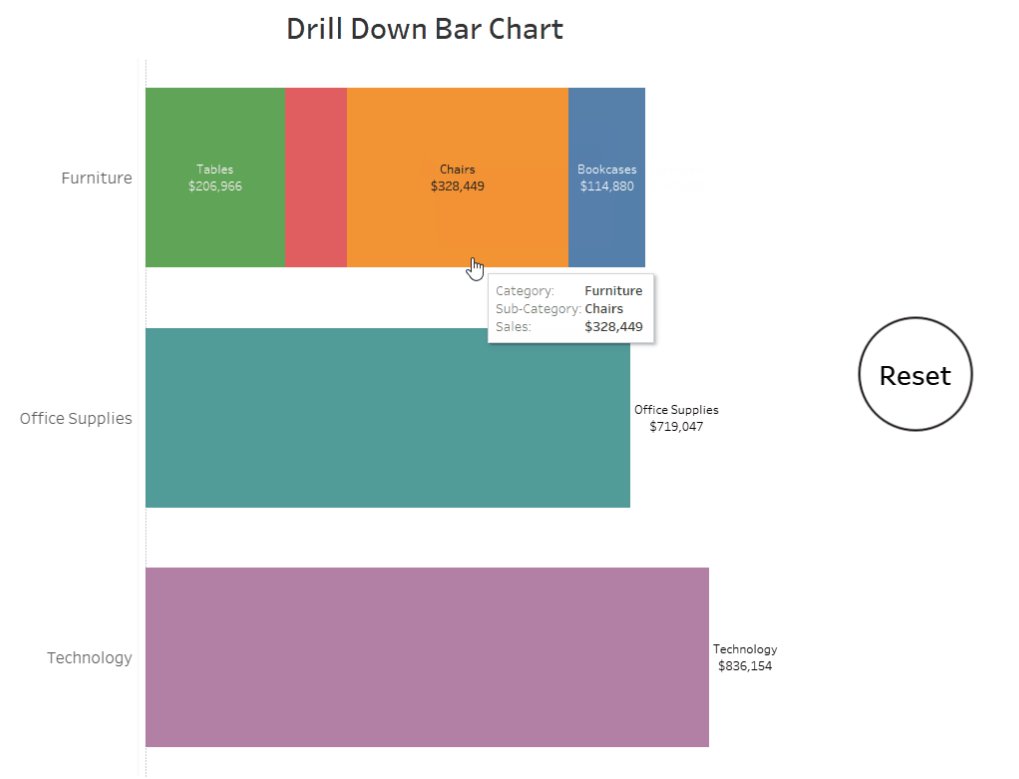 Drill Down Bar Chart
Furniture
Tables
$206,966
Chairs
$328,449
Bookcases
$114,880
Category: Furniture
Sub-Category: Chairs
Sales: $328,449
Office Supplies
Office Supplies
$719,047
Reset
Technology
Technology
$836,154